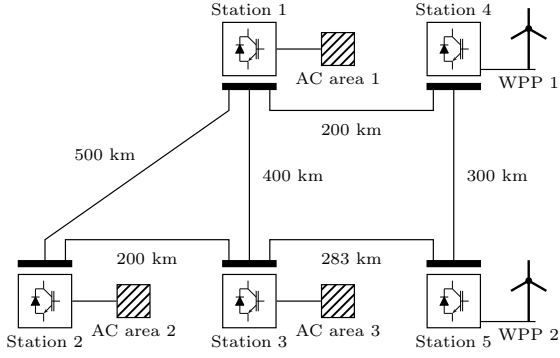 Station 1
Station 4
AC area 1
WPP 1
200 km
500 km
400 km
300 km
200 km
283 km
AC area 2
AC area 3
WPP 2
Station 2
Station 3
Station 5